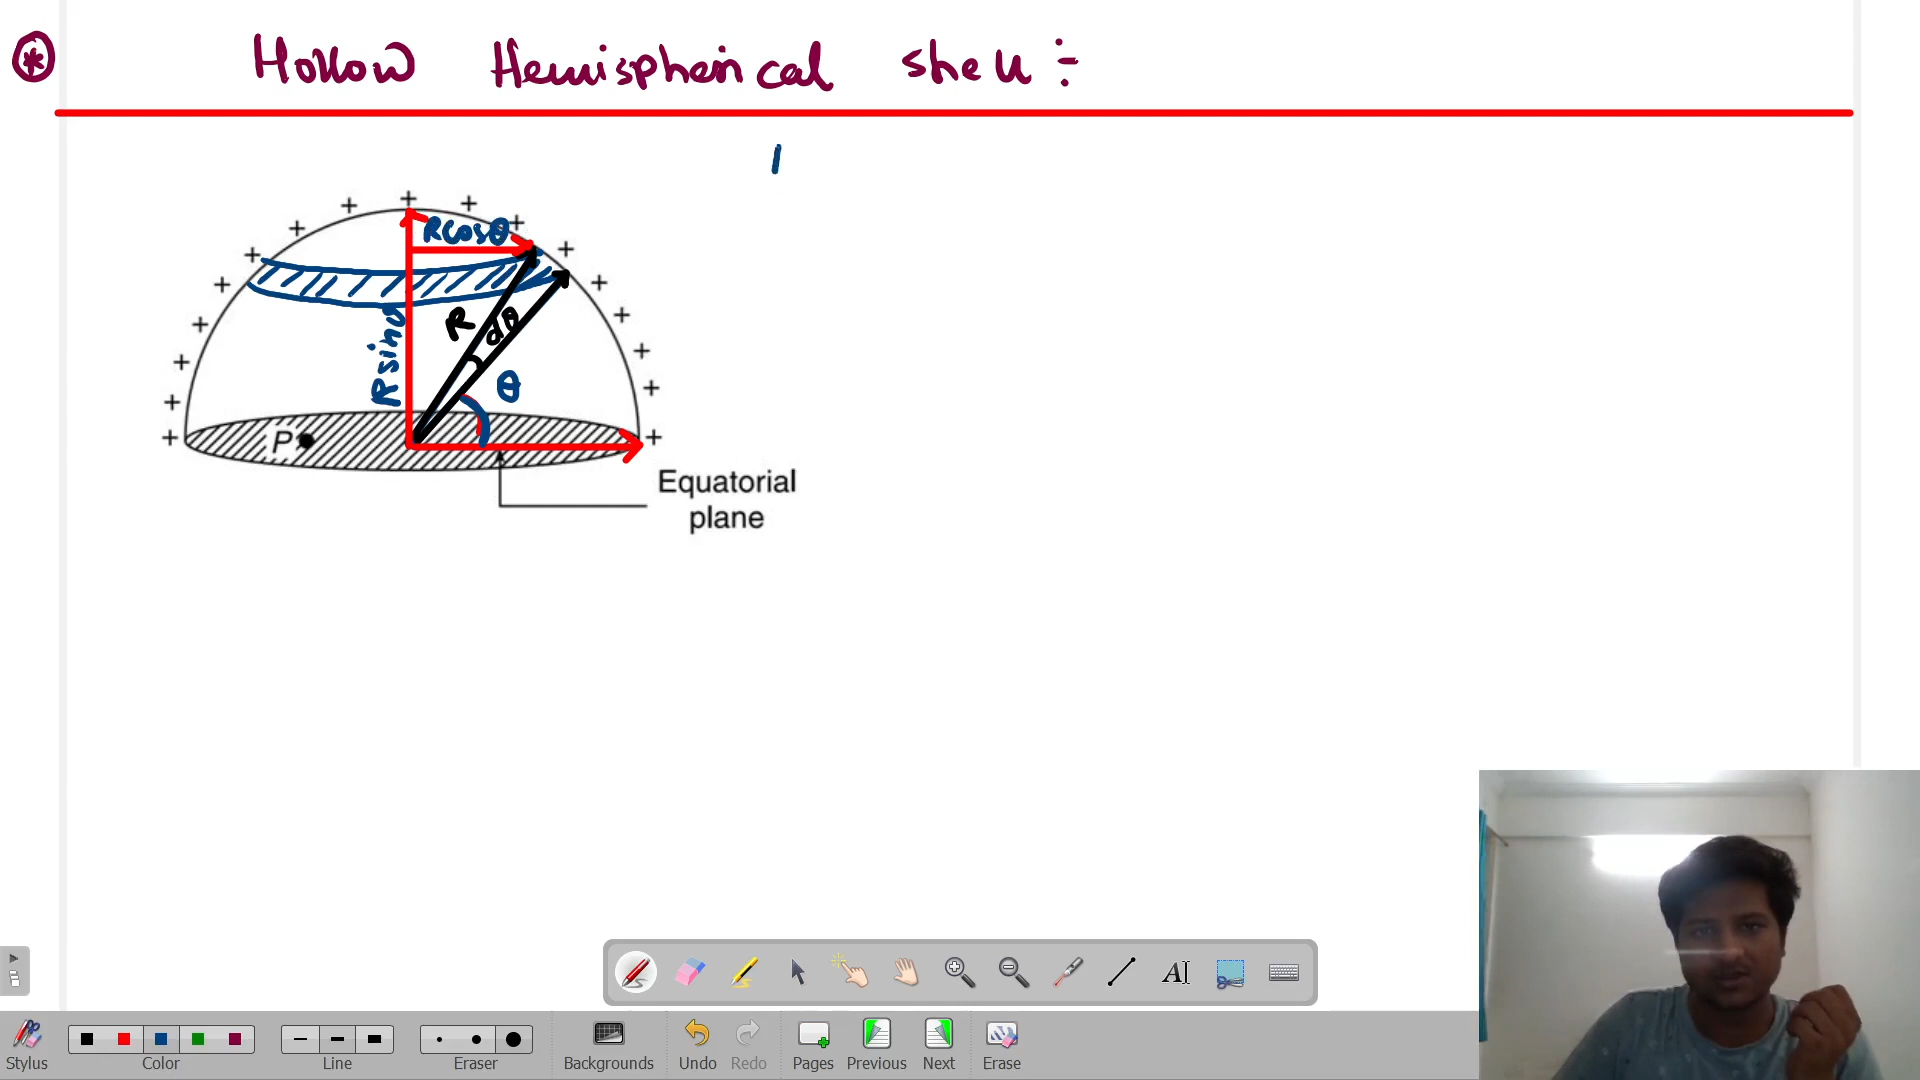 * Hollow Hemispherical shell ÷
Rcosθ
Rsinθ
R
dθ
θ
P
Equatorial
plane
AI
Stylus
Color
Line
Eraser
Backgrounds
Undo
Redo
Pages
Previous
Next
Erase